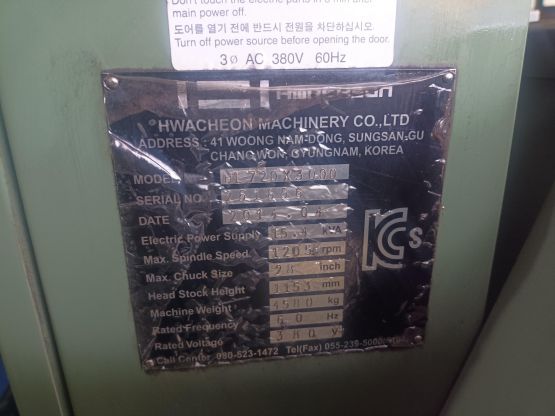 Don't touch the electric parts in 5 min after
main power off.
도어를 열기 전에 반드시 전원을 차단하십시오.
Turn off power source before opening the door.
3ø AC 380V 60Hz
HWACHEON
HWACHEON MACHINERY CO.,LTD
ADDRESS : 41 WOONG NAM-DONG, SUNGSAN-GU
CHANGWON, GYUNGNAM, KOREA
MODEL
SERIAL NO.
DATE
Electric Power Supply kVA
Max. Spindle Speed rpm
Max. Chuck Size inch
Head Stock Height 1153 mm
Machine Weight 4580 kg
Rated Frequency 60 Hz
Rated Voltage 380 V
Call Center 080-523-1472 Tel(Fax) 055-239-5000
KCs